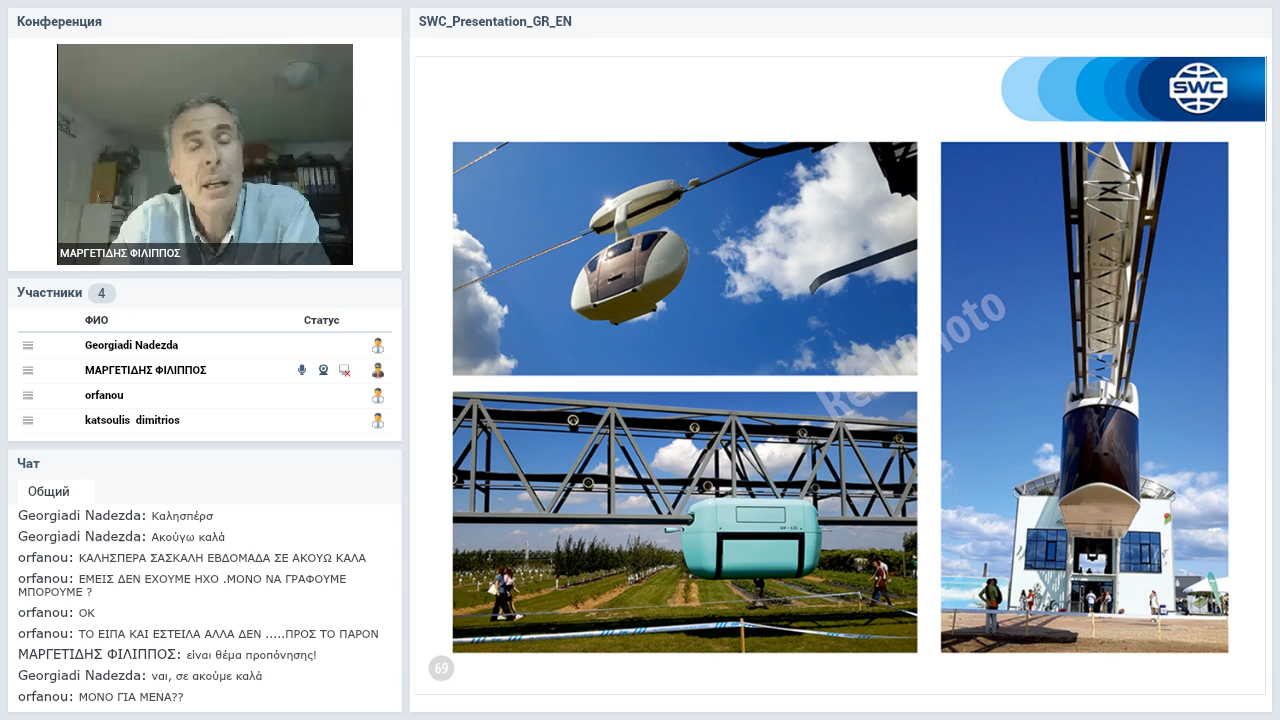 Конференция
ΜΑΡΓΕΤΙΔΗΣ ΦΙΛΙΠΠΟΣ
Участники 4
ФИО Статус
Georgiadi Nadezda
ΜΑΡΓΕΤΙΔΗΣ ΦΙΛΙΠΠΟΣ
orfanou
katsoulis dimitrios
Чат
Общий
Georgiadi Nadezda: Καλησπέρσ
Georgiadi Nadezda: Ακούγω καλά
orfanou: ΚΑΛΗΣΠΕΡΑ ΣΑΣΚΑΛΗ ΕΒΔΟΜΑΔΑ ΣΕ ΑΚΟΥΩ ΚΑΛΑ
orfanou: ΕΜΕΙΣ ΔΕΝ ΕΧΟΥΜΕ ΗΧΟ .ΜΟΝΟ ΝΑ ΓΡΑΦΟΥΜΕ
ΜΠΟΡΟΥΜΕ ?
orfanou: ΟΚ
orfanou: ΤΟ ΕΙΠΑ ΚΑΙ ΕΣΤΕΙΛΑ ΑΛΛΑ ΔΕΝ .....ΠΡΟΣ ΤΟ ΠΑΡΟΝ
ΜΑΡΓΕΤΙΔΗΣ ΦΙΛΙΠΠΟΣ: είναι θέμα προπόνησης!
Georgiadi Nadezda: ναι, σε ακούμε καλά
orfanou: ΜΟΝΟ ΓΙΑ ΜΕΝΑ??
SWC_Presentation_GR_EN
SWC
69